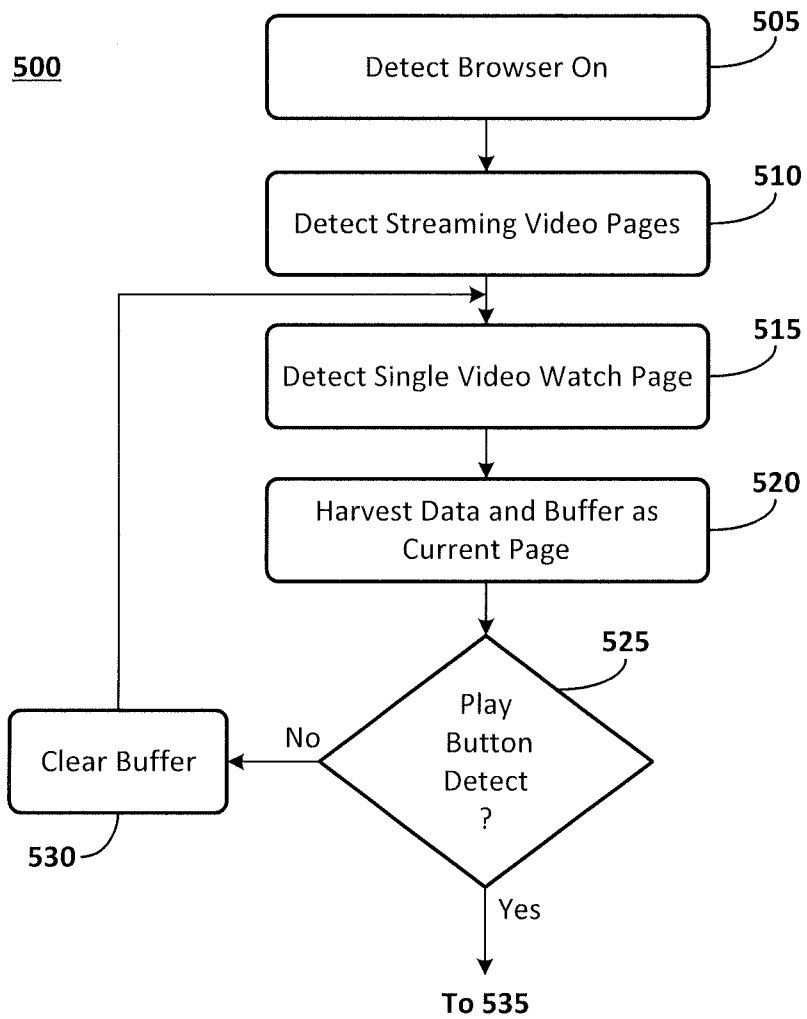 505
500
Detect Browser On
510
Detect Streaming Video Pages
515
Detect Single Video Watch Page
520
Harvest Data and Buffer as
Current Page
525
Play
Button
Detect
?
No
Clear Buffer
530
Yes
To 535